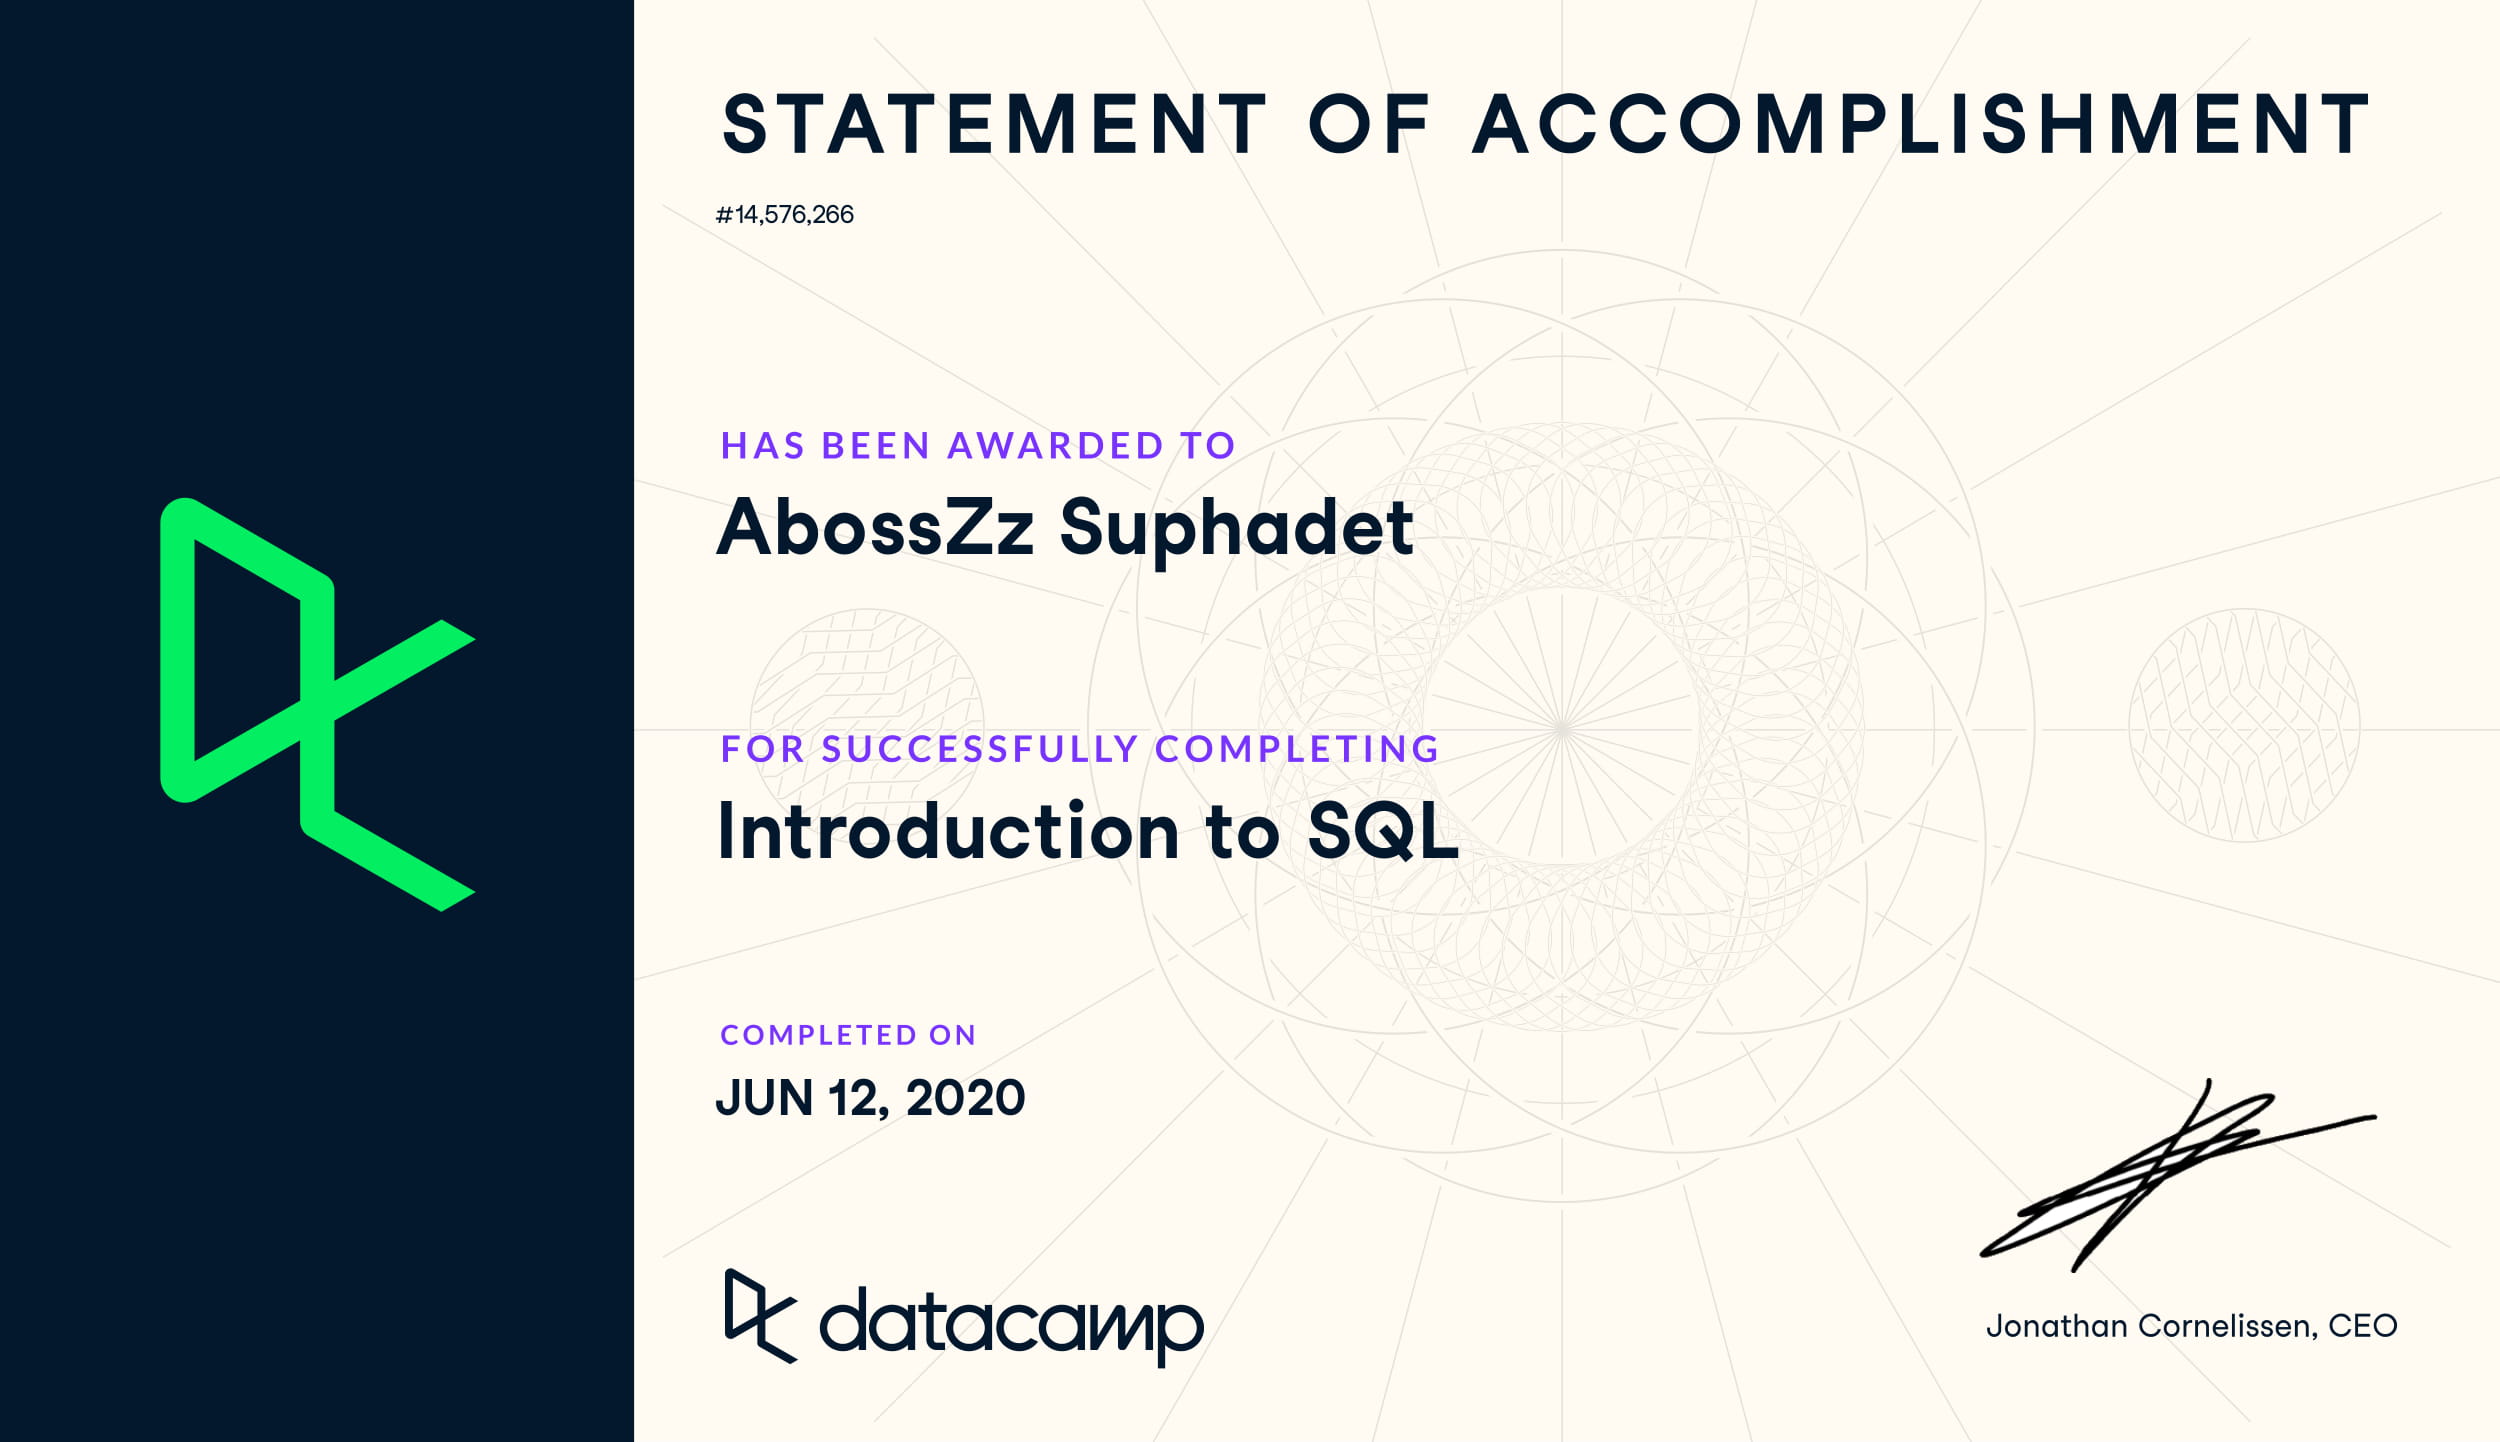 STATEMENT OF ACCOMPLISHMENT
#14,576,266
HAS BEEN AWARDED TO
AbossZz Suphadet
FOR SUCCESSFULLY COMPLETING
Introduction to SQL
COMPLETED ON
JUN 12, 2020
datacamp
Jonathan Cornelissen, CEO